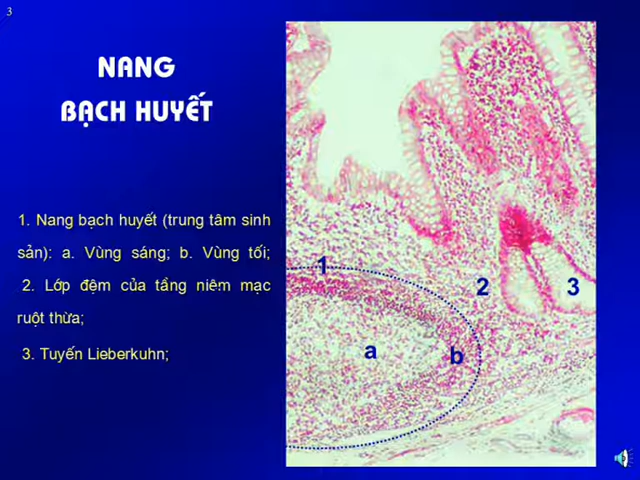 3
NANG
BẠCH HUYẾT
1. Nang bạch huyết (trung tâm sinh
sản): a. Vùng sáng; b. Vùng tối;
2. Lớp đệm của tầng niêm mạc
ruột thừa;
3. Tuyến Lieberkuhn;
1
2
3
a
b